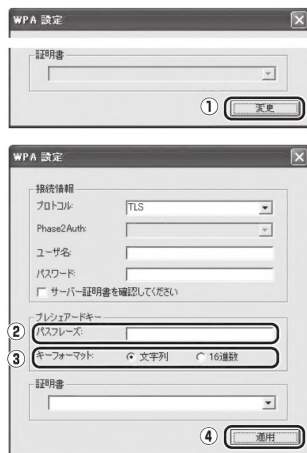 WPA 設定
証明書
① 変更
WPA 設定
接続情報
プロトコル: TLS
Phase2Auth:
ユーザ名:
パスワード:
サーバー証明書を確認してください
プレシェアードキー
② パスフレーズ:
③ キーフォーマット: 文字列 16進数
証明書
④ 適用